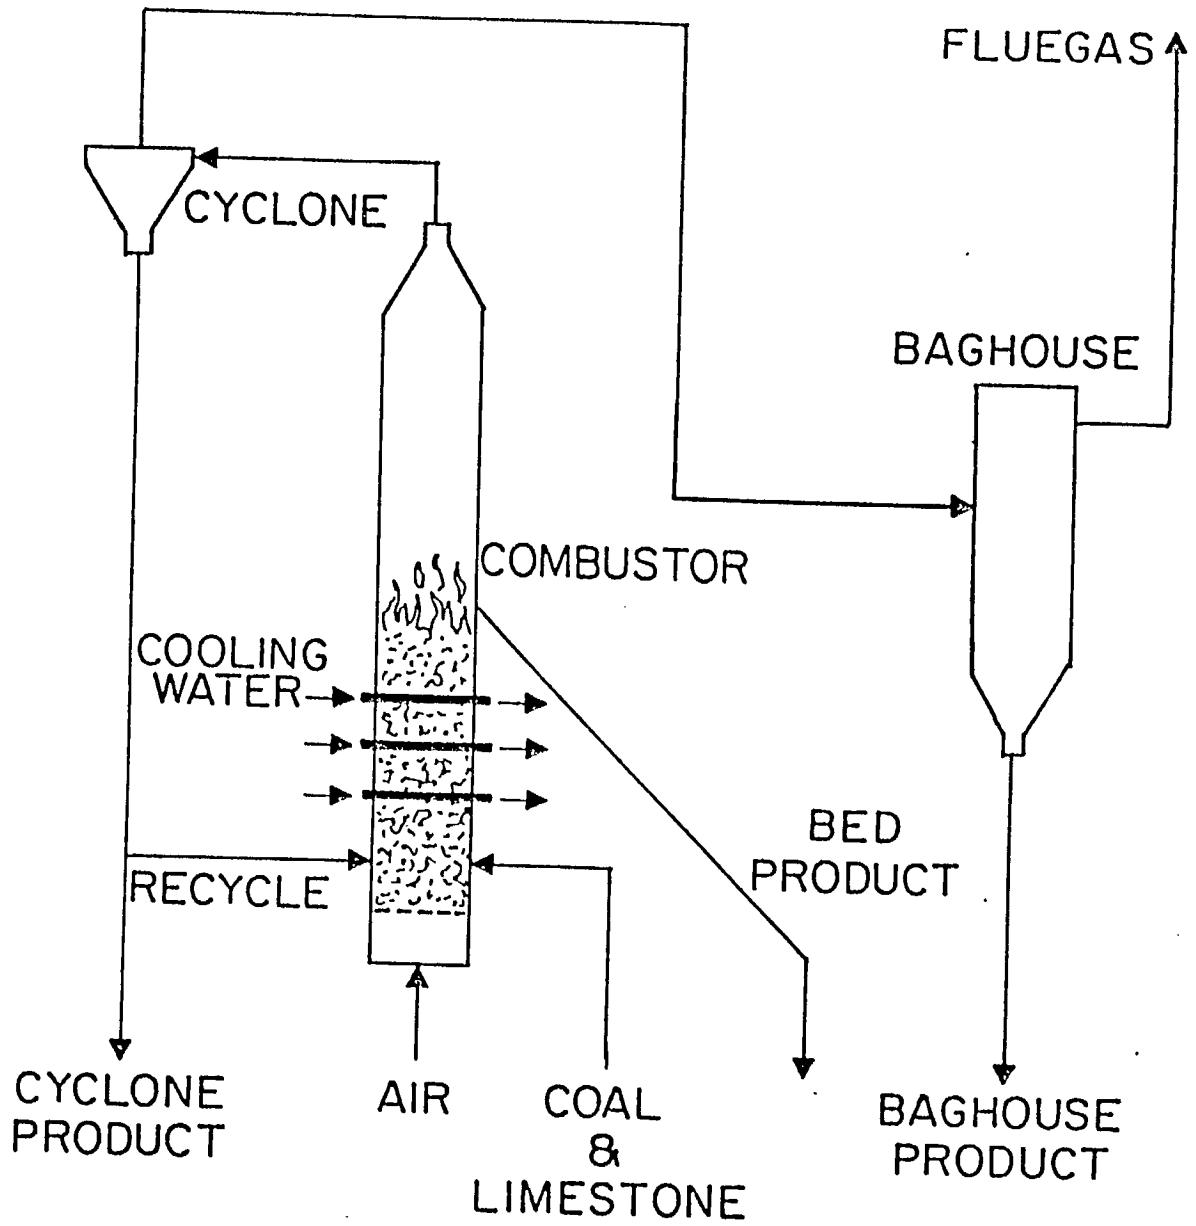 FLUEGAS
CYCLONE
BAGHOUSE
COMBUSTOR
COOLING
WATER
BED
PRODUCT
RECYCLE
CYCLONE
PRODUCT
AIR
COAL
&
LIMESTONE
BAGHOUSE
PRODUCT